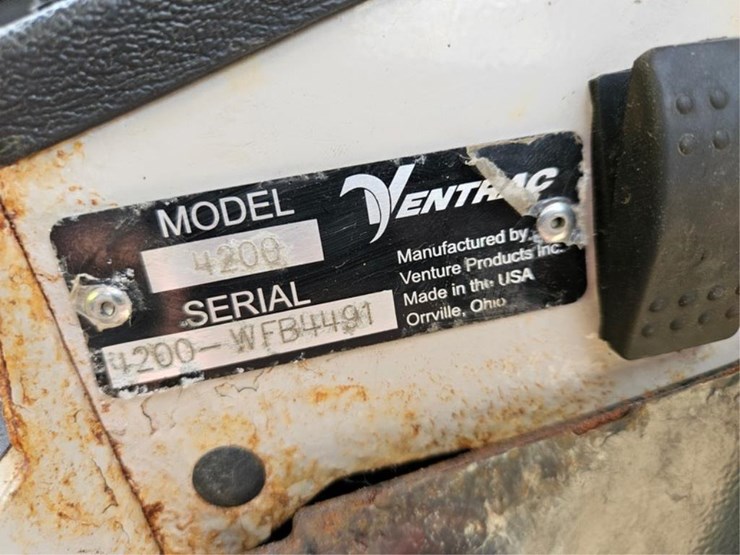 MODEL
4200
SERIAL
4200-WFB4491
VENTRAC
Manufactured by
Venture Products Inc.
Made in the USA
Orrville, Ohio